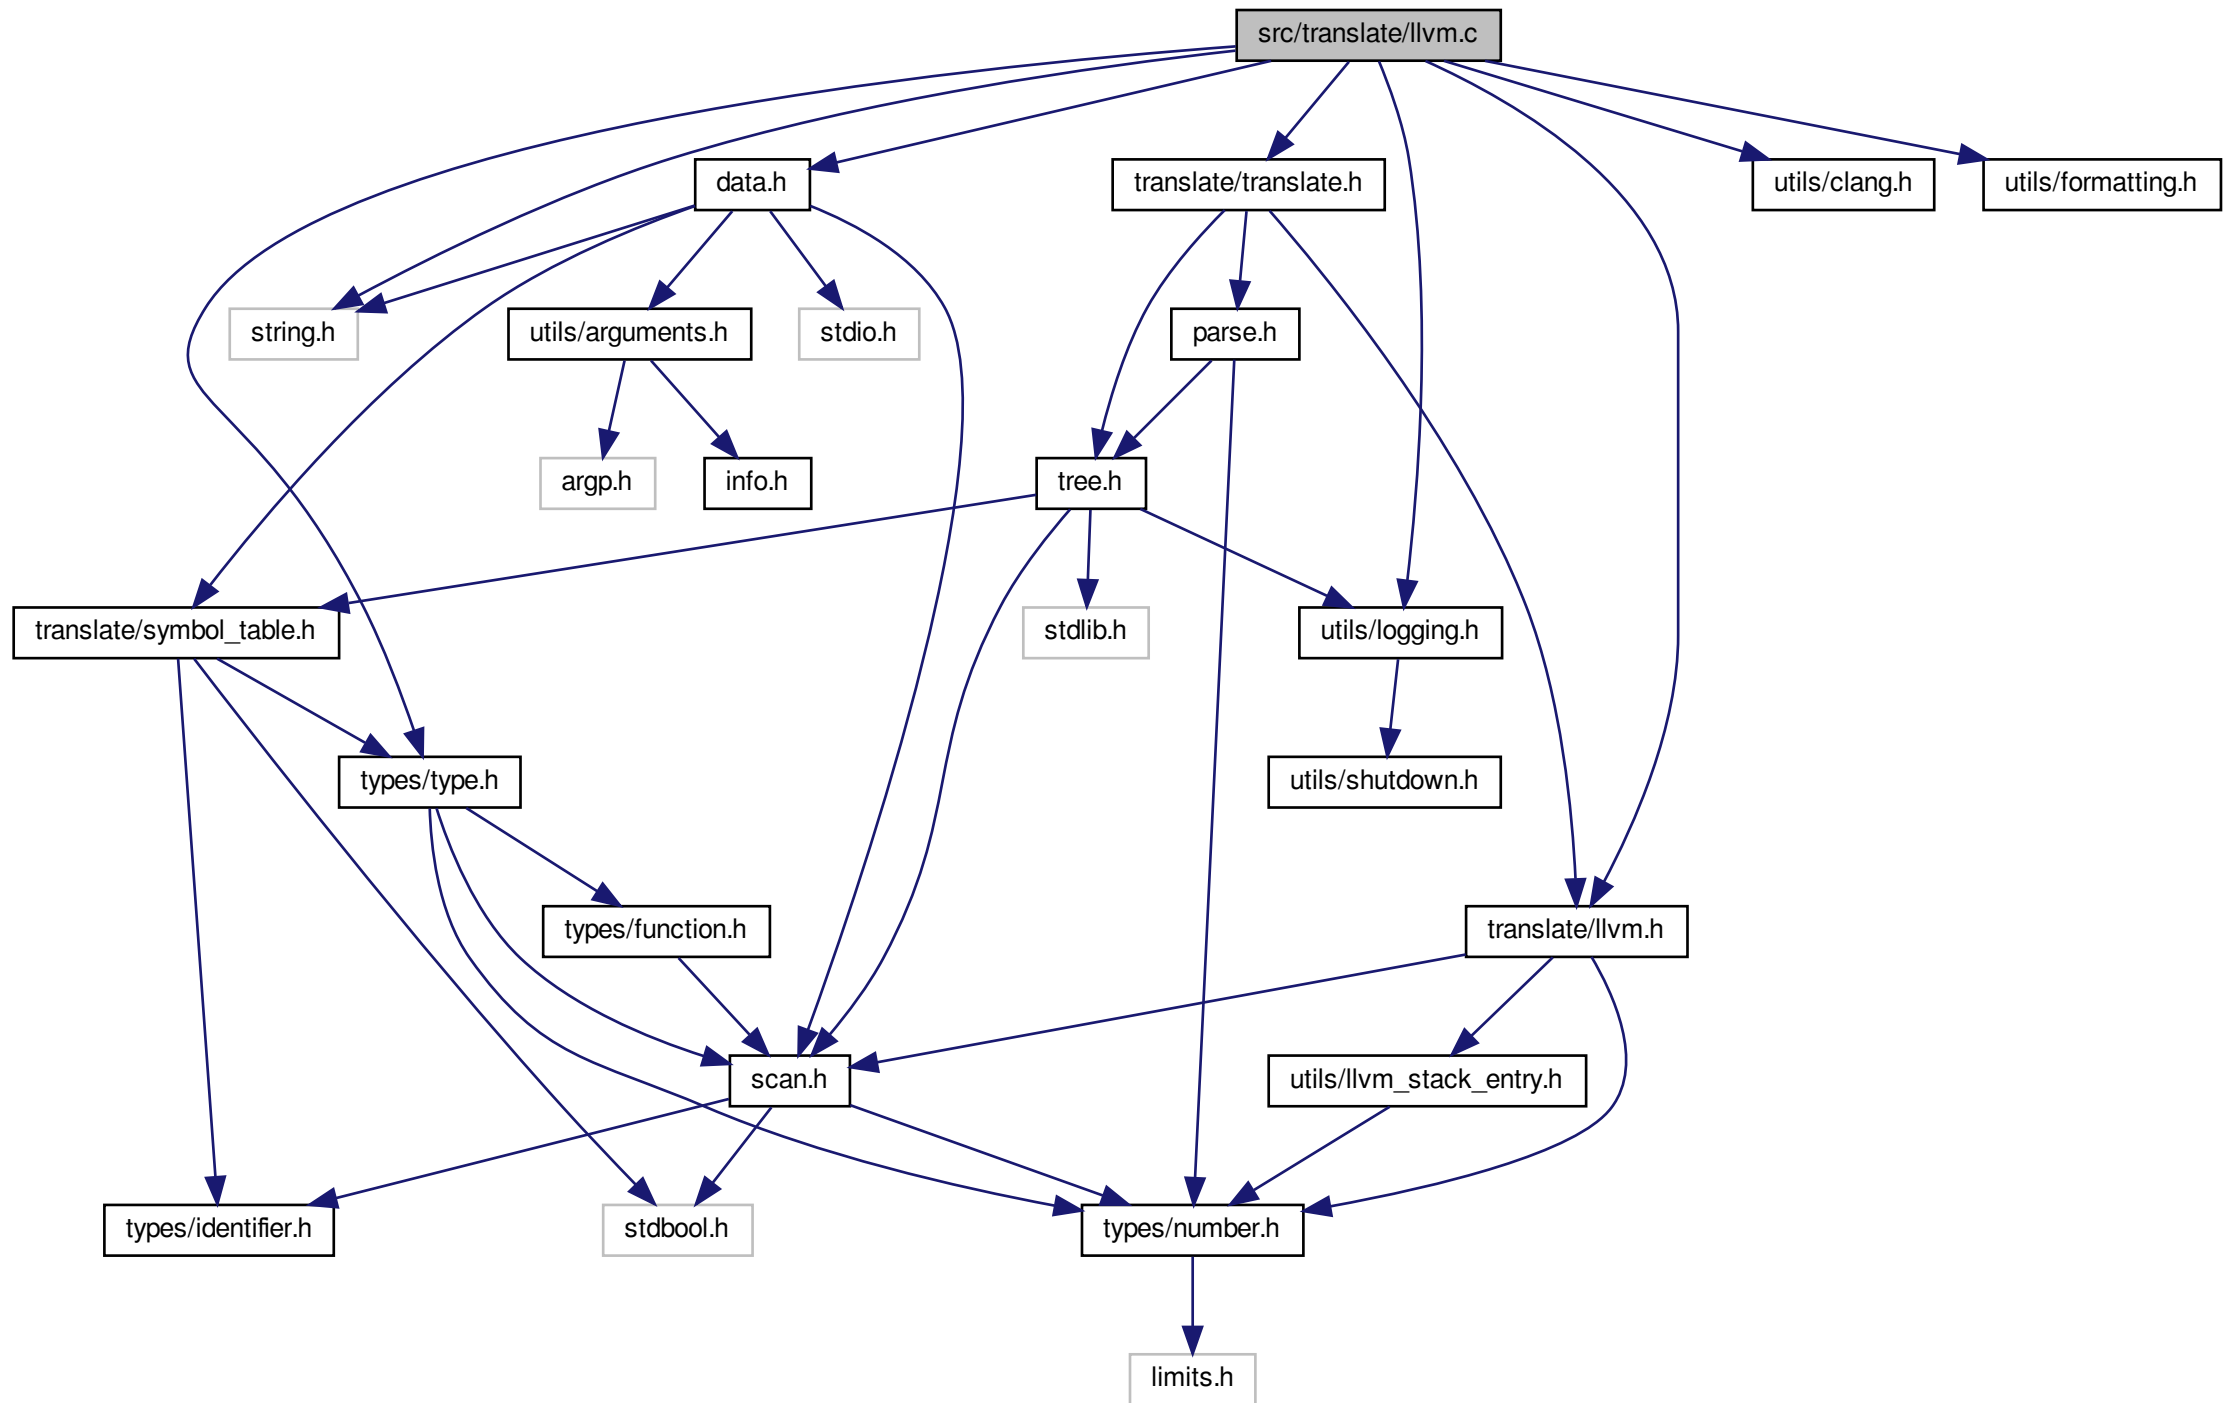 src/translate/llvm.c
data.h
translate/translate.h
utils/clang.h
utils/formatting.h
string.h
utils/arguments.h
stdio.h
parse.h
argp.h
info.h
tree.h
translate/symbol_table.h
stdlib.h
utils/logging.h
types/type.h
utils/shutdown.h
types/function.h
translate/llvm.h
scan.h
utils/llvm_stack_entry.h
types/identifier.h
stdbool.h
types/number.h
limits.h